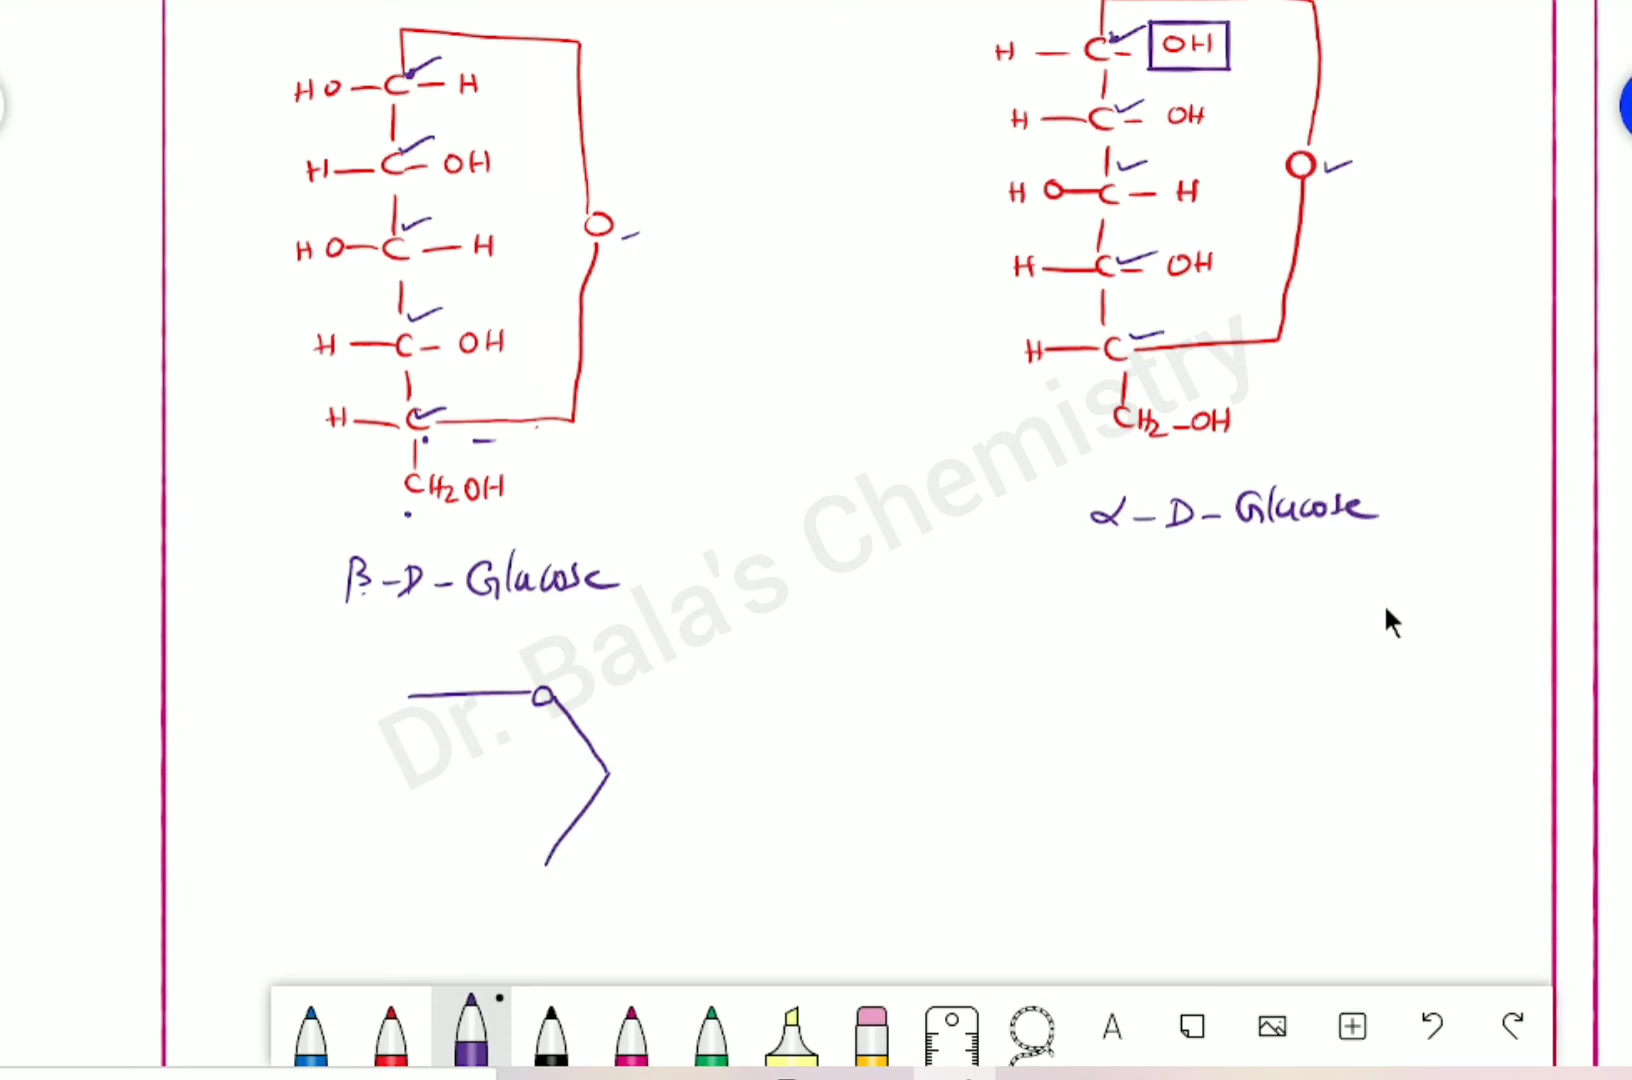 HO—C—H
H—C—OH
HO—C—H
H—C—OH
H—C
CH2OH
O
β-D-Glucose
H—C—OH
H—C—OH
HO—C—H
H—C—OH
H—C
CH2-OH
O
α-D-Glucose
O
Dr. Bala's Chemistry
A